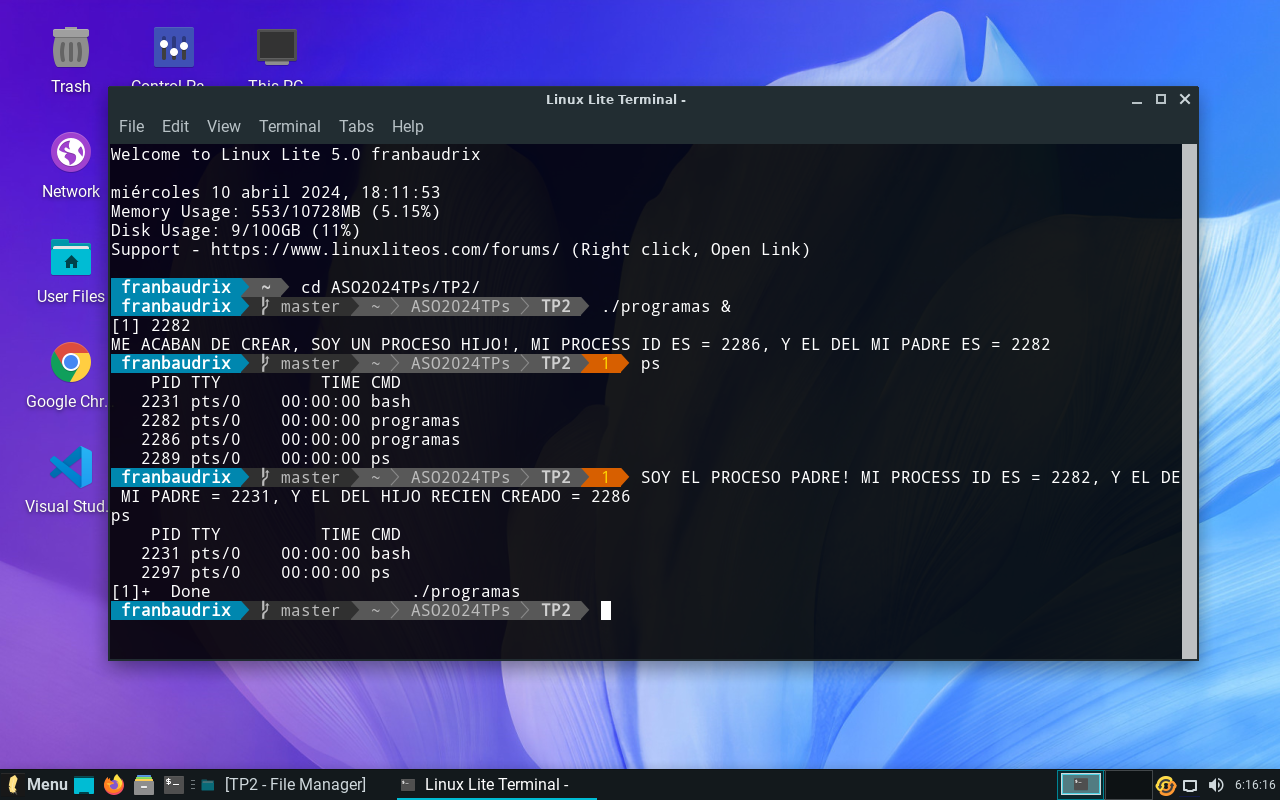 Trash
Control Pa...
This PC
Network
User Files
Google Chr...
Visual Stud...
Linux Lite Terminal -
File Edit View Terminal Tabs Help
Welcome to Linux Lite 5.0 franbaudrix
miércoles 10 abril 2024, 18:11:53
Memory Usage: 553/10728MB (5.15%)
Disk Usage: 9/100GB (11%)
Support - https://www.linuxliteos.com/forums/ (Right click, Open Link)
franbaudrix ~ cd ASO2024TPs/TP2/
franbaudrix master ~ ASO2024TPs TP2 ./programas &
[1] 2282
ME ACABAN DE CREAR, SOY UN PROCESO HIJO!, MI PROCESS ID ES = 2286, Y EL DEL MI PADRE ES = 2282
franbaudrix master ~ ASO2024TPs TP2 1 ps
PID TTY TIME CMD
2231 pts/0 00:00:00 bash
2282 pts/0 00:00:00 programas
2286 pts/0 00:00:00 programas
2289 pts/0 00:00:00 ps
franbaudrix master ~ ASO2024TPs TP2 1 SOY EL PROCESO PADRE! MI PROCESS ID ES = 2282, Y EL DE
MI PADRE = 2231, Y EL DEL HIJO RECIEN CREADO = 2286
ps
PID TTY TIME CMD
2231 pts/0 00:00:00 bash
2297 pts/0 00:00:00 ps
[1]+ Done ./programas
franbaudrix master ~ ASO2024TPs TP2
Menu [TP2 - File Manager] Linux Lite Terminal - 6:16:16